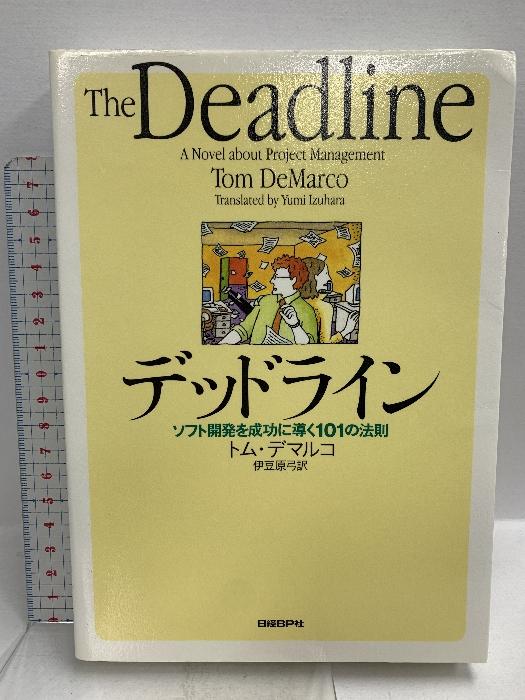 The Deadline
A Novel about Project Management
Tom DeMarco
Translated by Yumi Izuhara
デッドライン
ソフト開発を成功に導く101の法則
トム・デマルコ
伊豆原弓訳
日経BP社